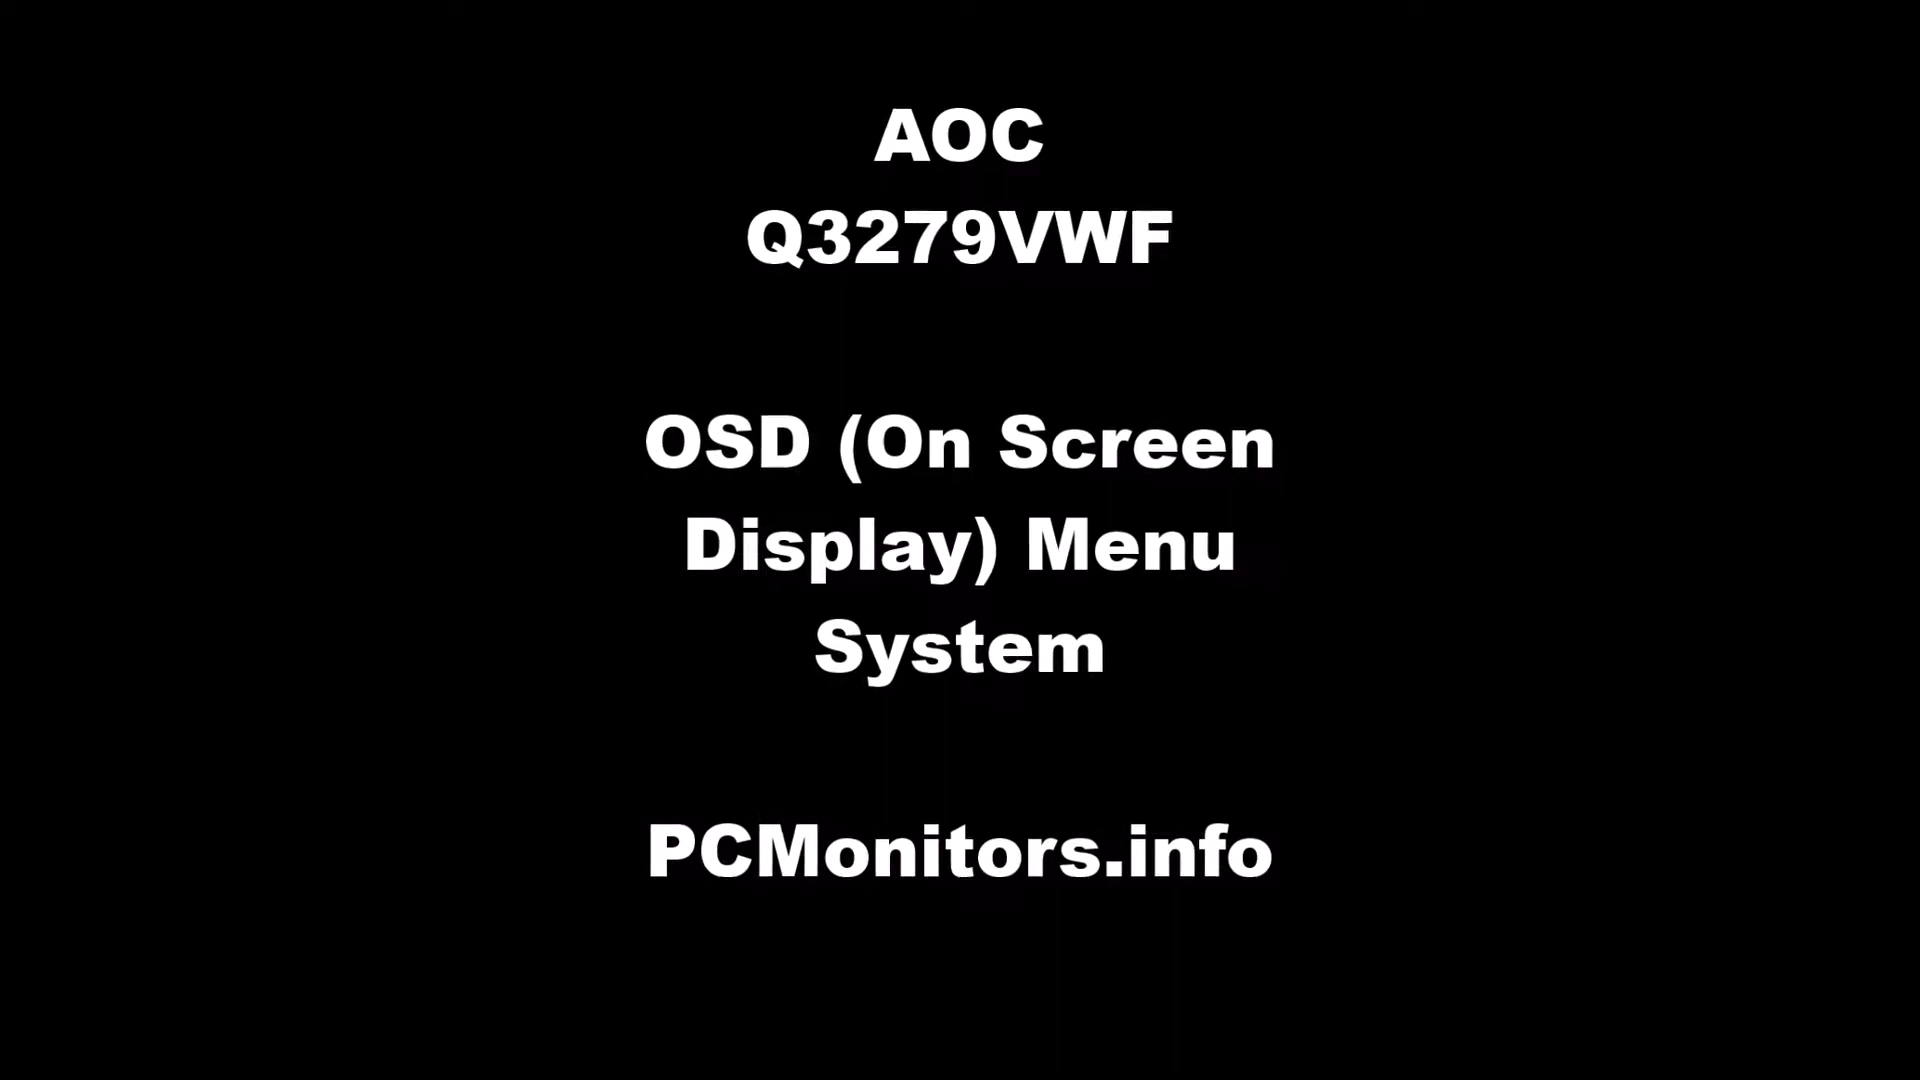 AOC
Q3279VWF
OSD (On Screen
Display) Menu
System
PCMonitors.info